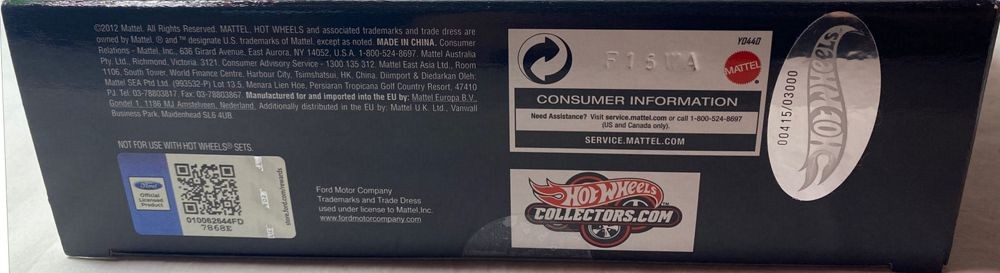 ©2012 Mattel. All Rights Reserved. MATTEL, HOT WHEELS and associated trademarks and trade dress are
owned by Mattel. ® and ™ designate U.S. trademarks of Mattel, except as noted. MADE IN CHINA. Consumer
Relations - Mattel, Inc., 636 Girard Avenue, East Aurora, NY 14052, U.S.A. 1-800-524-8697. Mattel Australia
Pty. Ltd., Richmond, Victoria. 3121. Consumer Advisory Service - 1300 135 312. Mattel East Asia Ltd., Room
1106, South Tower, World Finance Centre, Harbour City, Tsimshatsui, HK, China. Diimport & Diedarkan Oleh:
Mattel SEA Ptd Ltd. (993532-P) Lot 13.5, Menara Lien Hoe, Persiaran Tropicana Golf Country Resort, 47410
PJ. Tel: 03-78803817, Fax: 03-78803867. Manufactured for and imported into the EU by: Mattel Europa B.V.,
Gondel 1, 1186 MJ Amstelveen, Nederland. Additionally distributed in the EU by: Mattel U.K. Ltd., Vanwall
Business Park, Maidenhead SL6 4UB.
NOT FOR USE WITH HOT WHEELS® SETS.
Ford
Official
Licensed
Product
010062644FD
7868E
store.ford.com/rewards
Ford Motor Company
Trademarks and Trade Dress
used under license to Mattel, Inc.
www.fordmotorcompany.com
Y0440
F15WA
MATTEL
CONSUMER INFORMATION
Need Assistance? Visit service.mattel.com or call 1-800-524-8697
(US and Canada only).
SERVICE.MATTEL.COM
HOT WHEELS™
COLLECTORS.COM
00415/03000
Hot Wheels